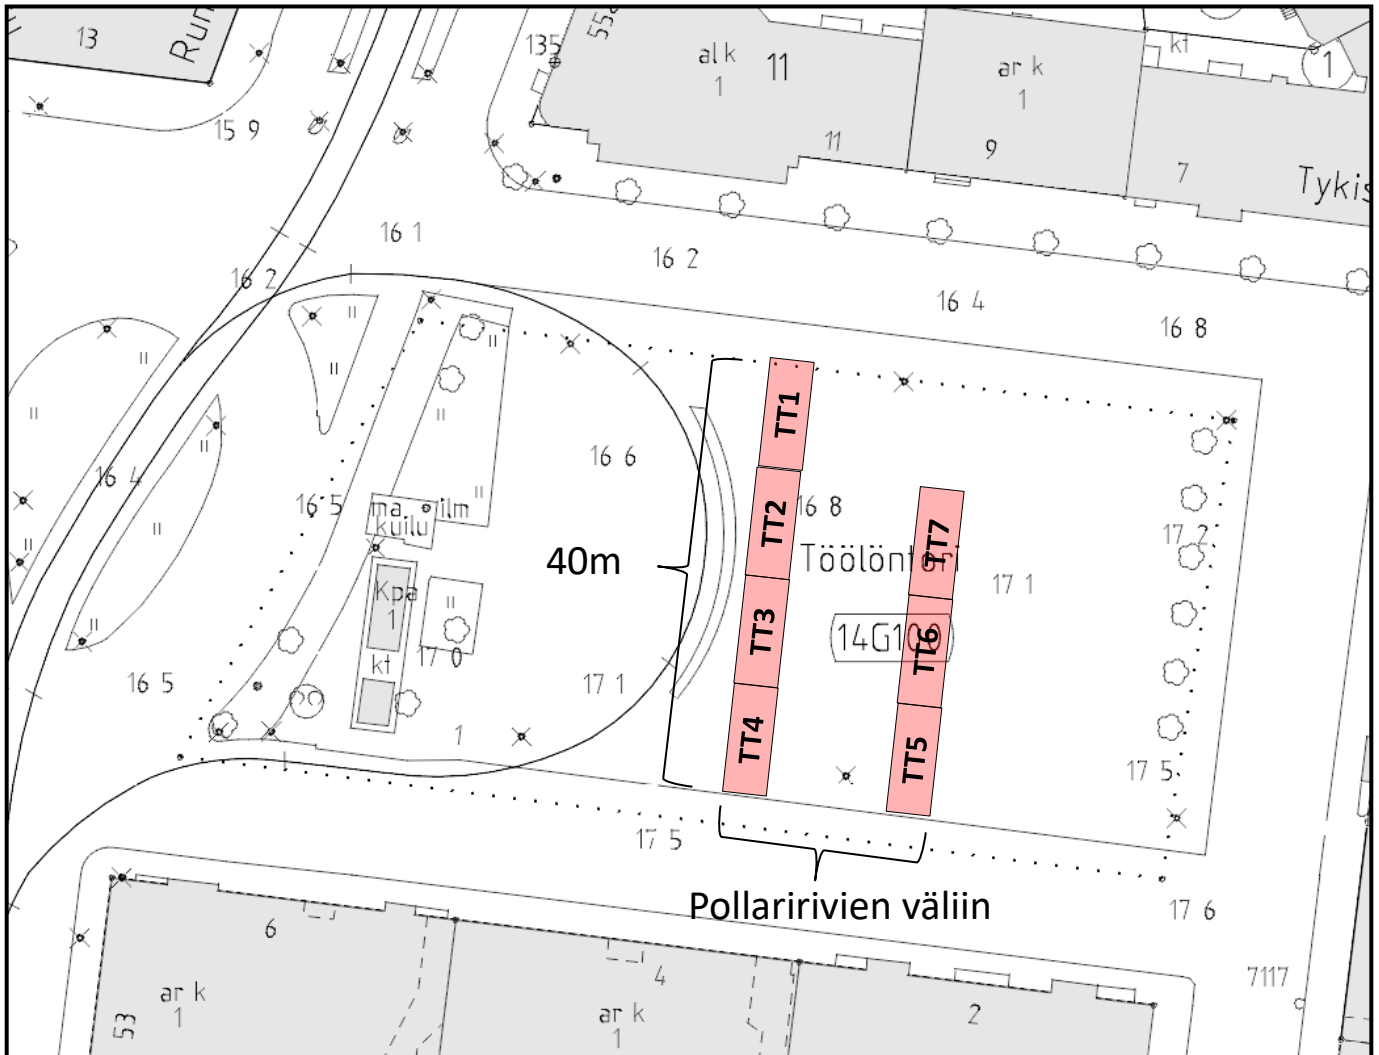 13
Run
15 9
135
55a
al k
1
11
11
ar k
1
9
kt
1
7
Tykis
16 1
16 2
16 2
16 4
16 8
16 4
16 5
16 6
ma ilm
kuilu
Kpa
1
kt
17 0
16 5
17 1
1
40m
TT1
TT2
TT3
TT4
16 8
Töölöntori
14G100
TT7
TT6
TT5
17 1
17 2
17 5
17 5
Pollaririvien väliin
17 6
7117
6
ar k
1
53
4
ar k
1
2